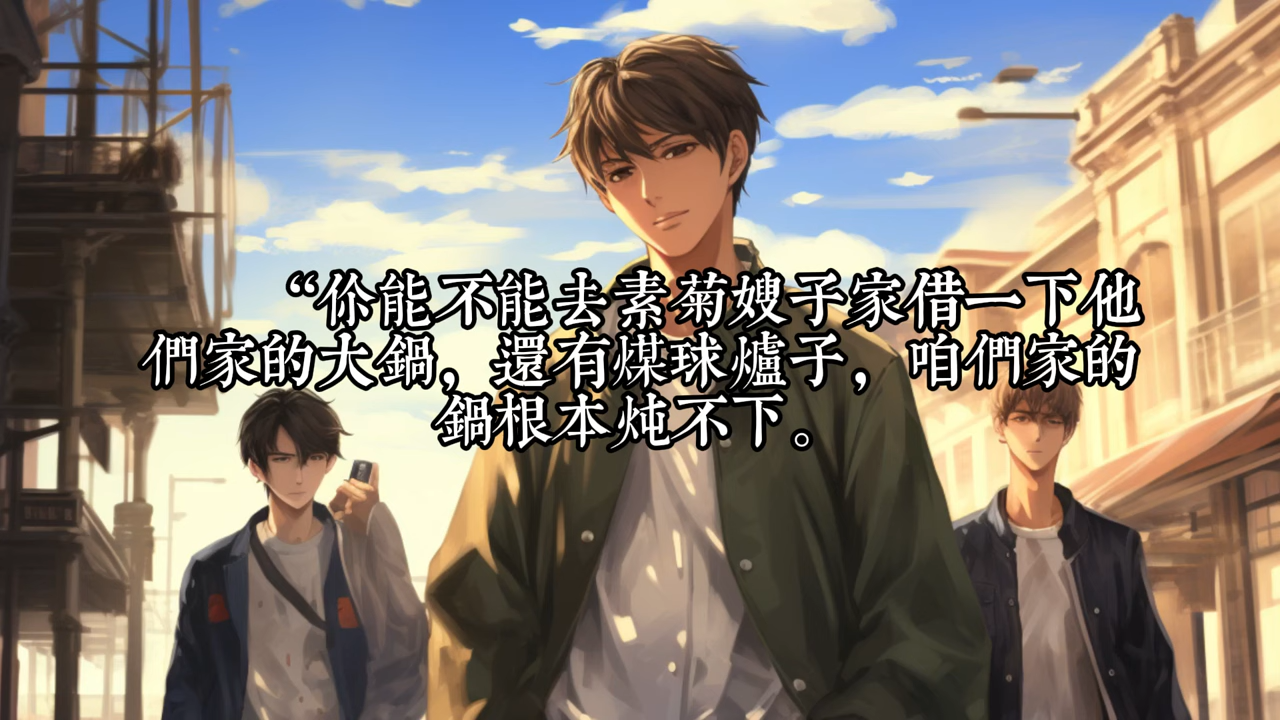 “伱能不能去素菊嫂子家借一下他
們家的大鍋，還有煤球爐子，咱們家的
鍋根本炖不下。